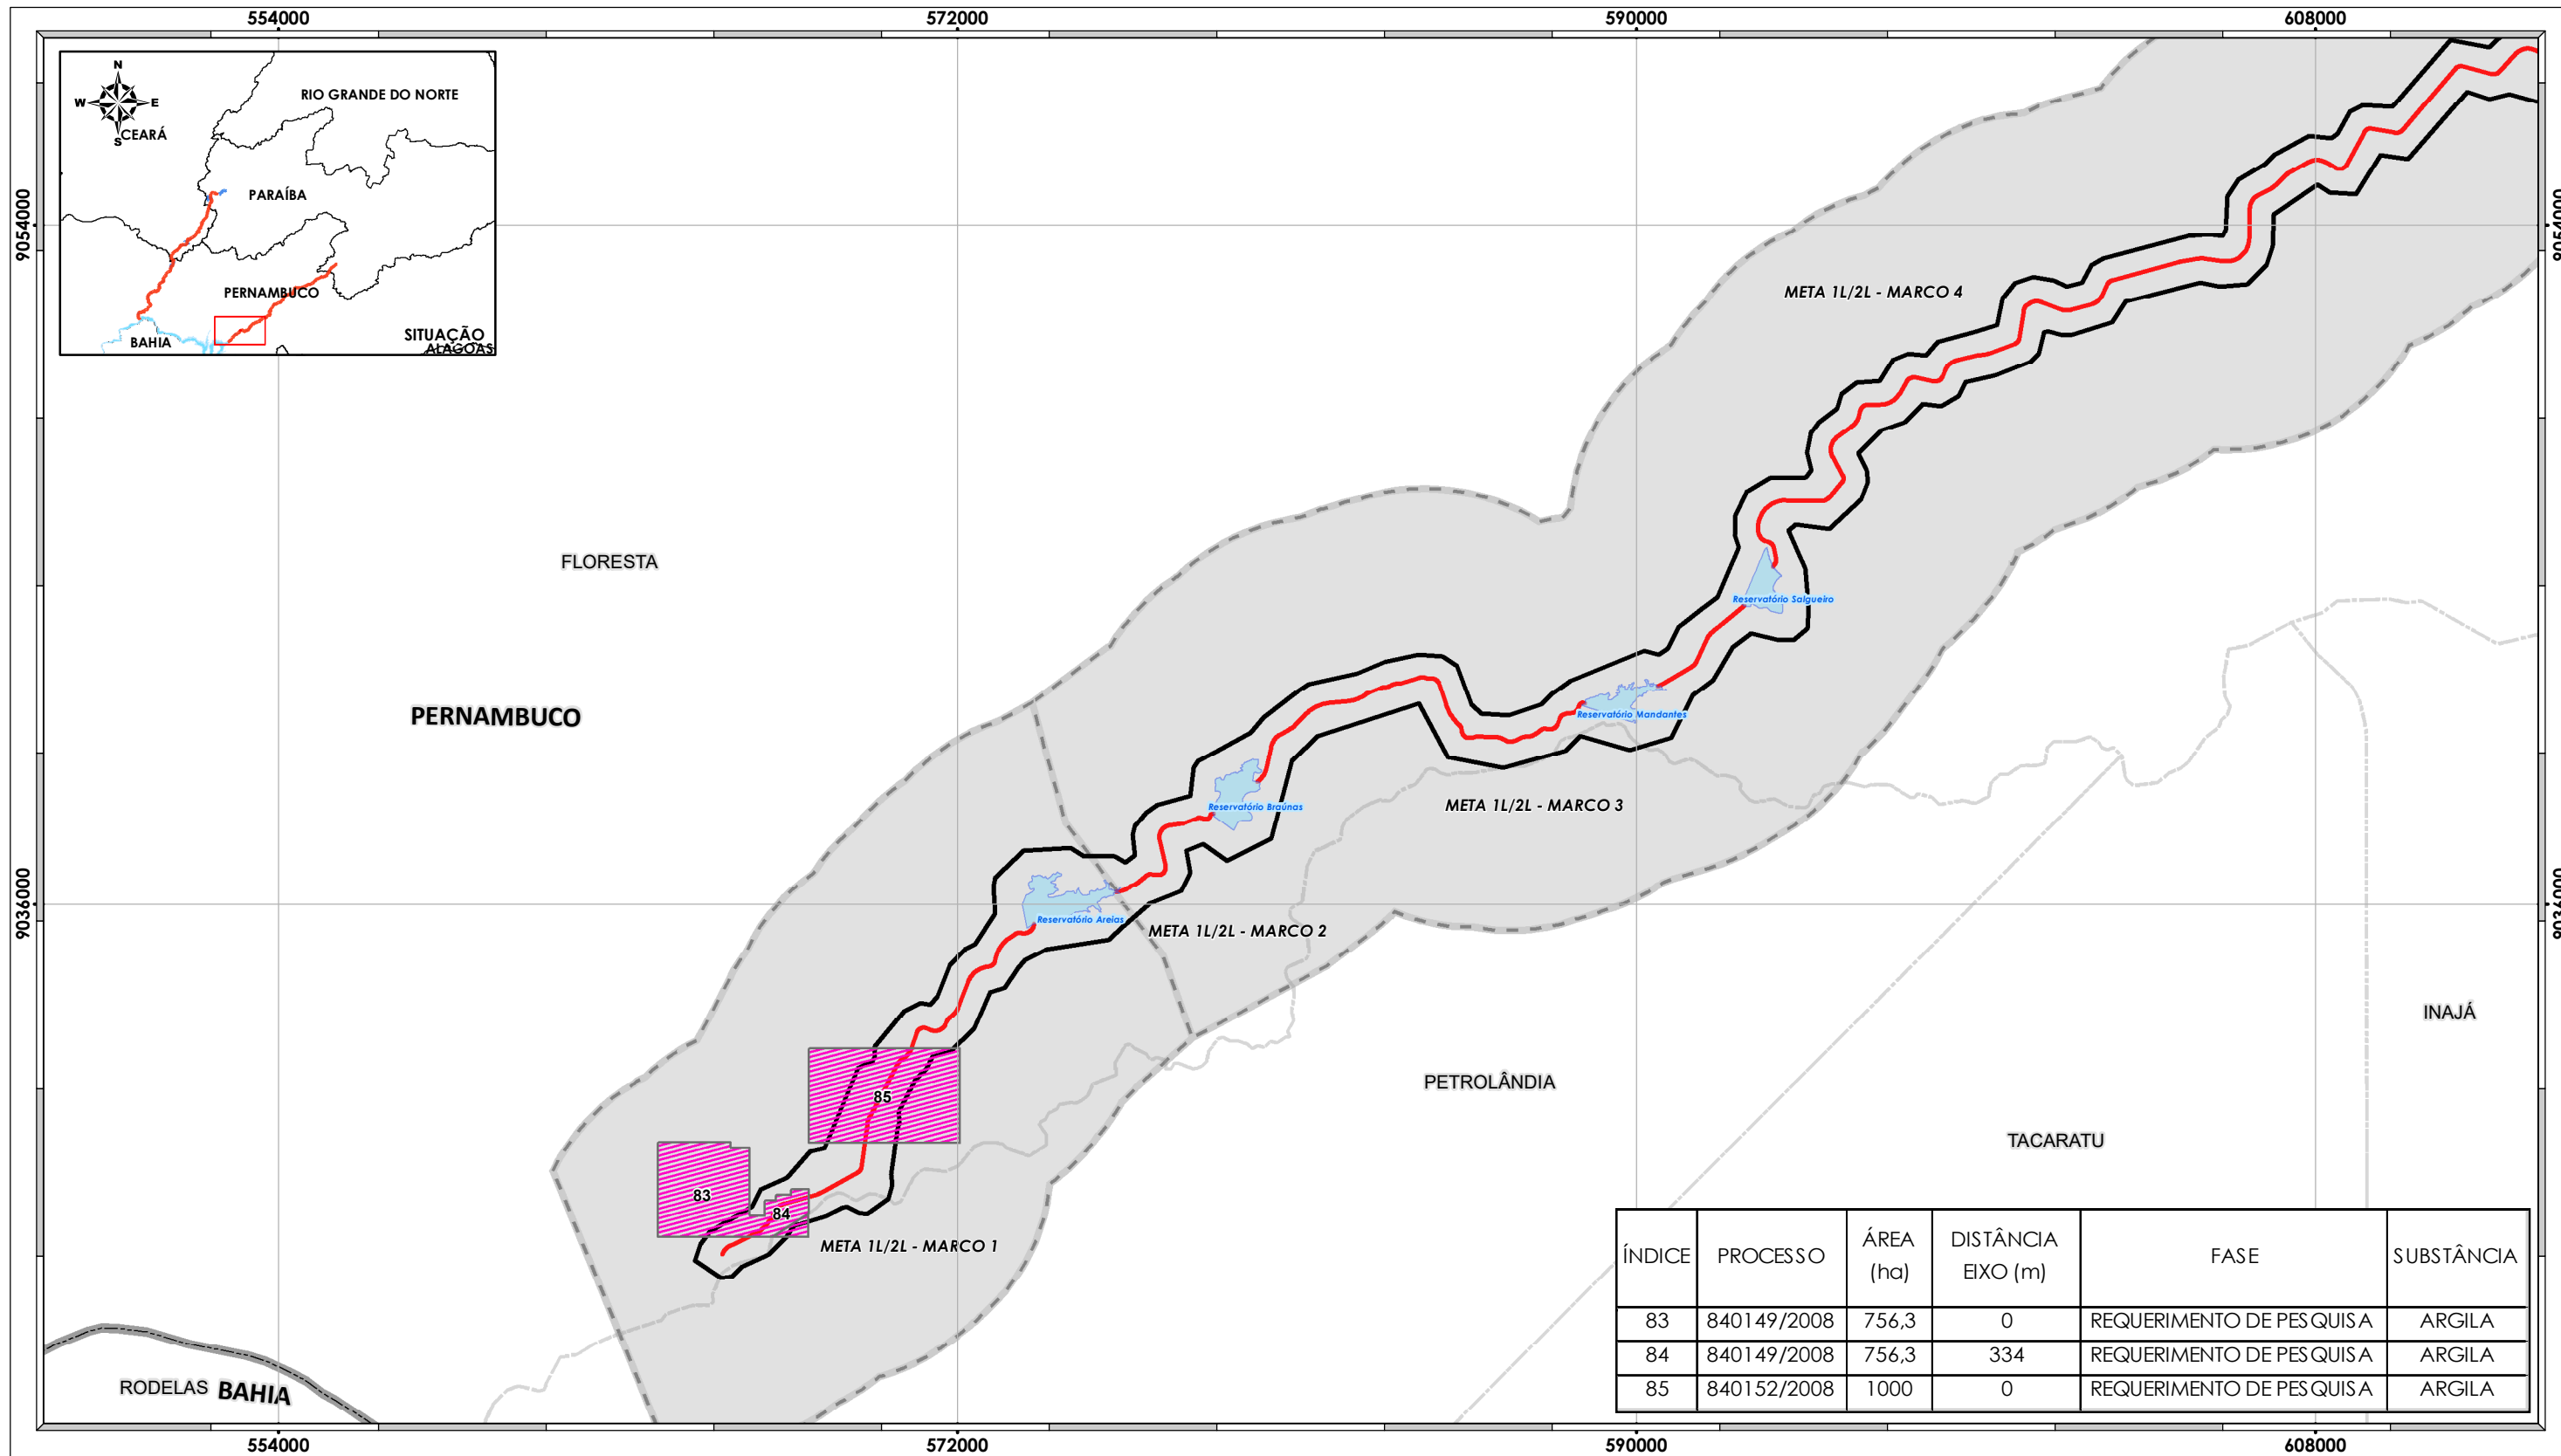 554000
572000
590000
608000
N
W
E
S
CEARÁ
RIO GRANDE DO NORTE
PARAÍBA
PERNAMBUCO
BAHIA
SITUAÇÃO
ALAGOAS
9054000
9054000
META 1L/2L - MARCO 4
FLORESTA
Reservatório Salgueiro
PERNAMBUCO
Reservatório Mandantes
Reservatório Braúnas
META 1L/2L - MARCO 3
9036000
9036000
Reservatório Areias
META 1L/2L - MARCO 2
INAJÁ
PETROLÂNDIA
85
TACARATU
83
84
META 1L/2L - MARCO 1
ÍNDICE PROCESSO ÁREA (ha) DISTÂNCIA EIXO (m) FASE SUBSTÂNCIA
83 840149/2008 756,3 0 REQUERIMENTO DE PESQUISA ARGILA
84 840149/2008 756,3 334 REQUERIMENTO DE PESQUISA ARGILA
85 840152/2008 1000 0 REQUERIMENTO DE PESQUISA ARGILA
RODELAS BAHIA
554000
572000
590000
608000